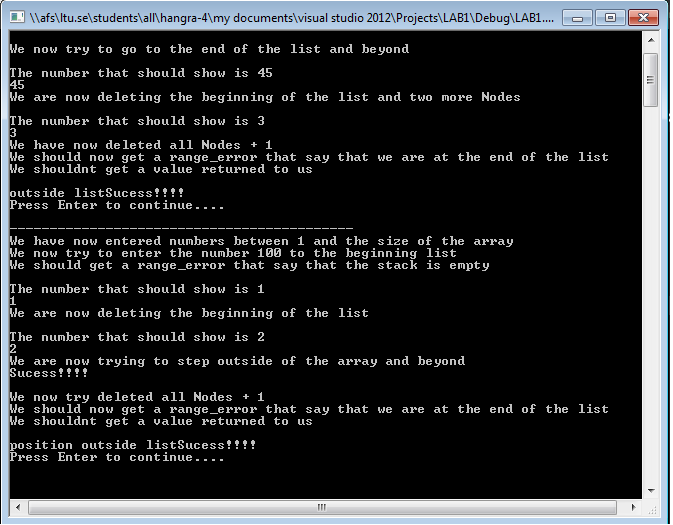 \\afs\ltu.se\students\all\hangra-4\my documents\visual studio 2012\Projects\LAB1\Debug\LAB1....
We now try to go to the end of the list and beyond
The number that should show is 45
45
We are now deleting the beginning of the list and two more Nodes
The number that should show is 3
3
We have now deleted all Nodes + 1
We should now get a range_error that say that we are at the end of the list
We shouldnt get a value returned to us
outside listSucess!!!!
Press Enter to continue....
___________________________________________
We have now entered numbers between 1 and the size of the array
We now try to enter the number 100 to the beginning list
We should get a range_error that say that the stack is empty
The number that should show is 1
1
We are now deleting the beginning of the list
The number that should show is 2
2
We are now trying to step outside of the array and beyond
Sucess!!!!
We now try deleted all Nodes + 1
We should now get a range_error that say that we are at the end of the list
We shouldnt get a value returned to us
position outside listSucess!!!!
Press Enter to continue....